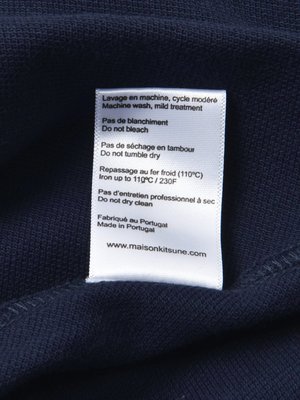 Lavage en machine, cycle modéré
Machine wash, mild treatment
Pas de blanchiment
Do not bleach
Pas de séchage en tambour
Do not tumble dry
Repassage au fer froid (110ºC)
Iron up to 110ºC / 230F
Pas d'entretien professionnel à sec
Do not dry clean
Fabriqué au Portugal
Made in Portugal
www.maisonkitsune.com